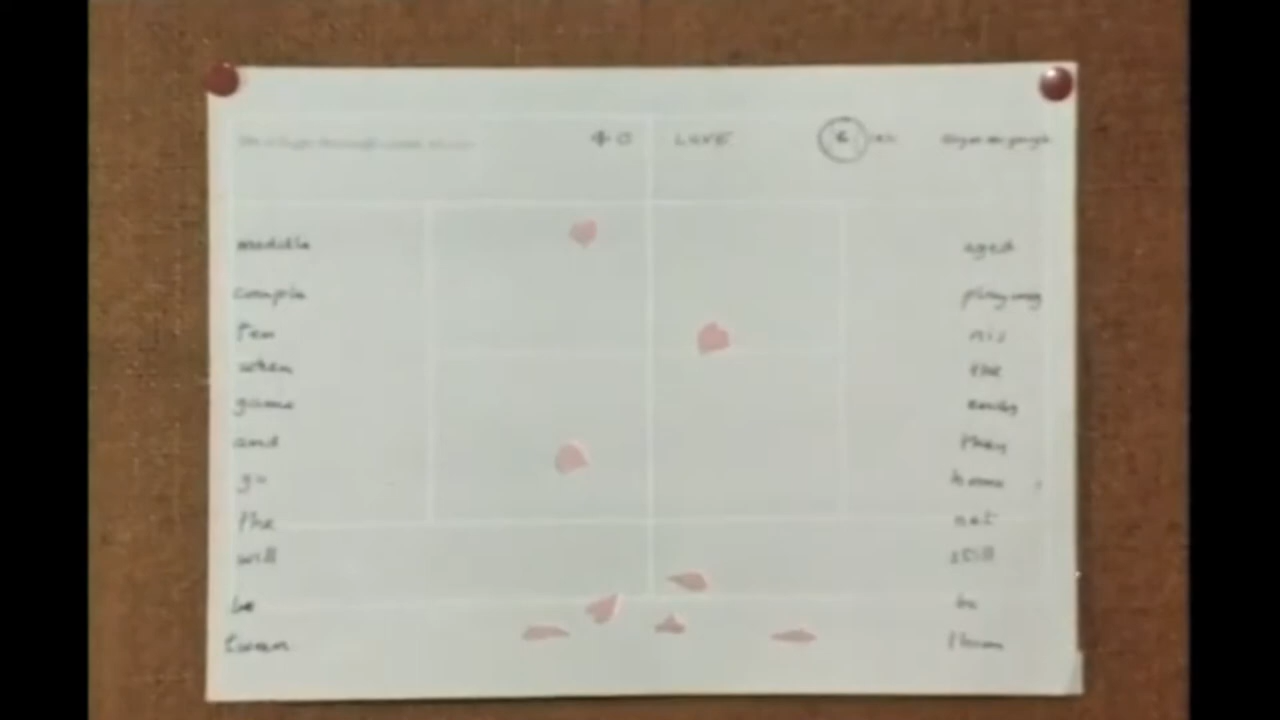 40 LOVE
middle aged
couple playing
ten nis
when the
game ends
and they
go home
the net
will still
be be
tween them